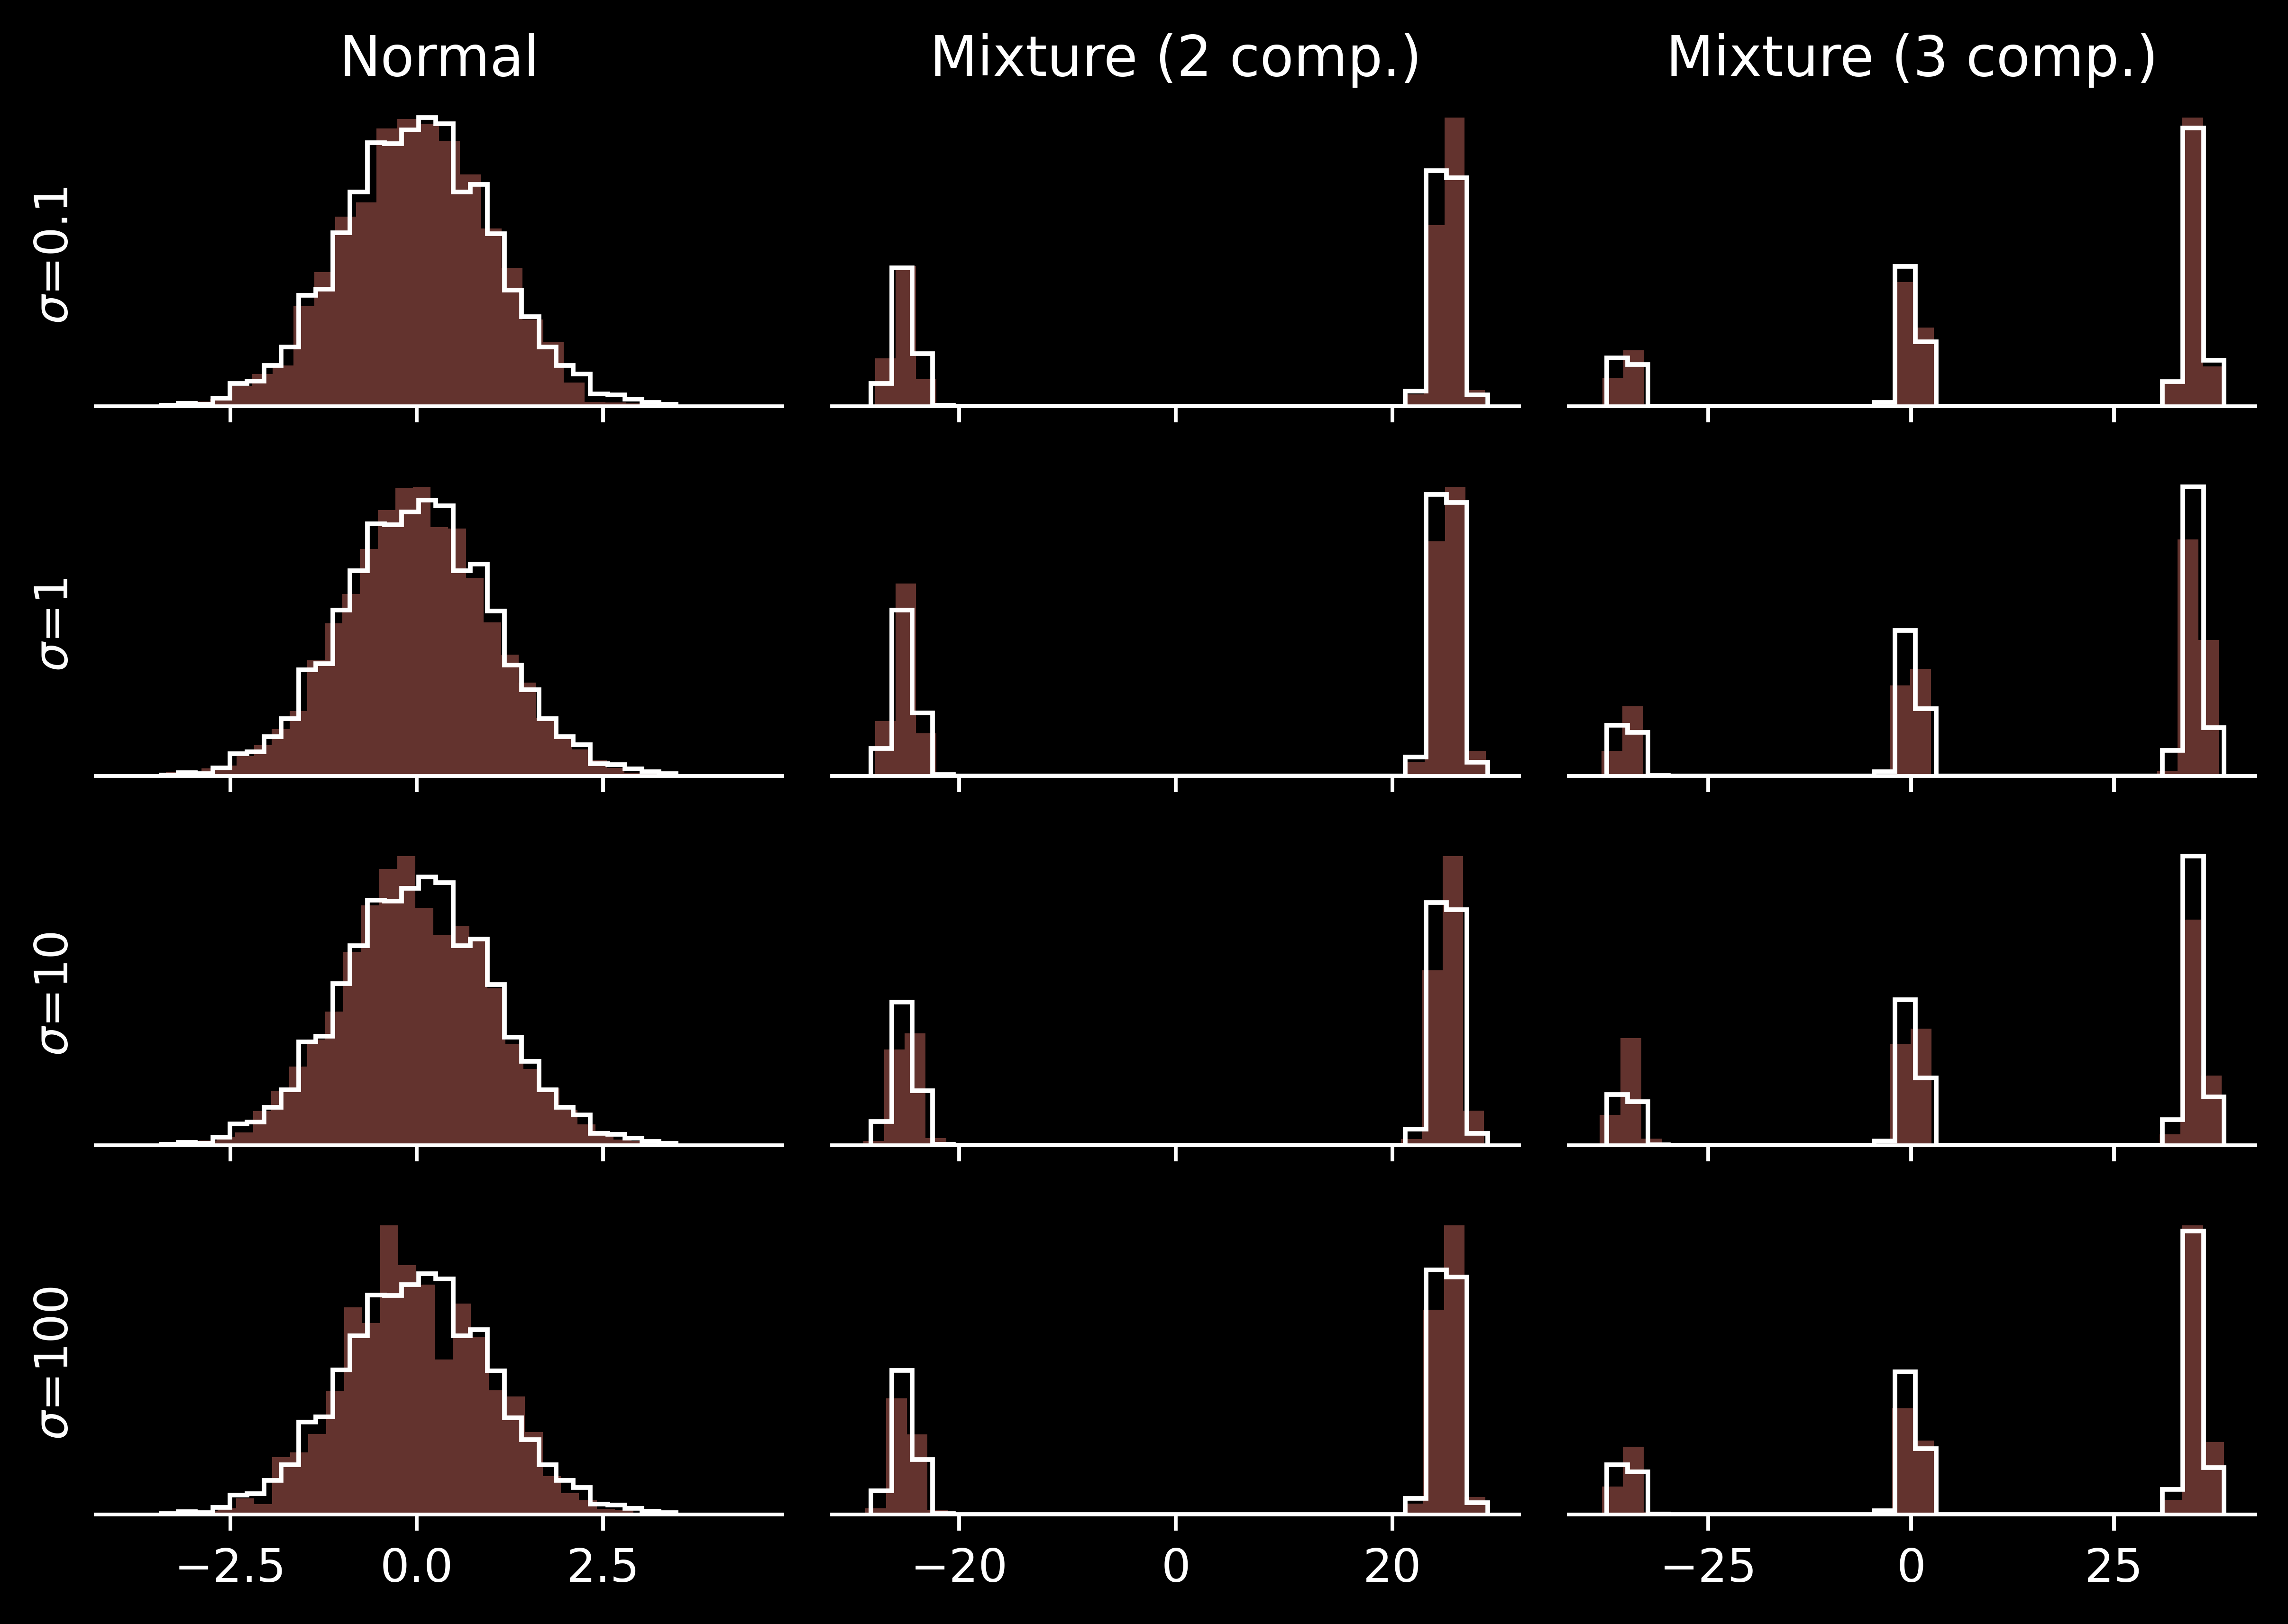 Normal
Mixture (2 comp.)
Mixture (3 comp.)
σ=0.1
σ=1
σ=10
σ=100
−2.5 0.0 2.5
−20 0 20
−25 0 25